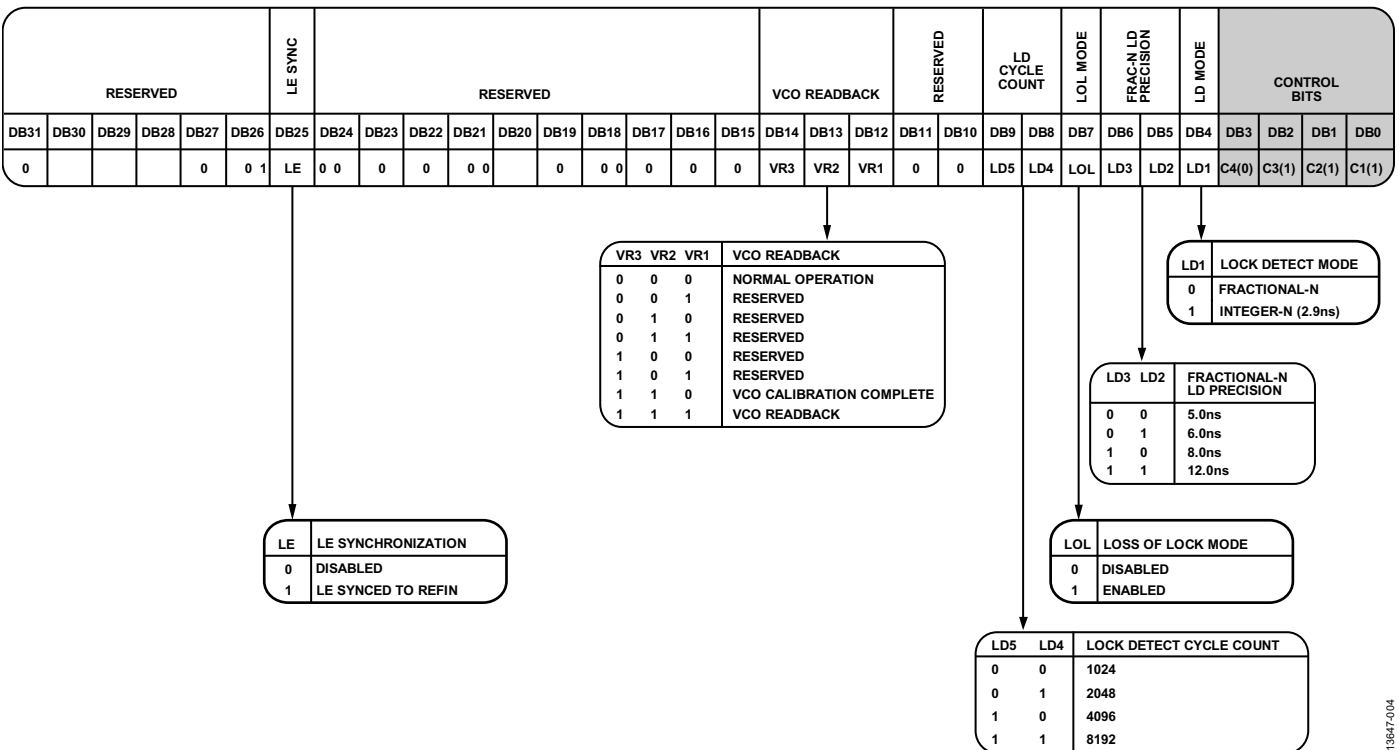 RESERVED
LE SYNC
RESERVED
VCO READBACK
RESERVED
LD
CYCLE
COUNT
LOL MODE
FRAC-N LD
PRECISION
LD MODE
CONTROL
BITS
DB31 DB30 DB29 DB28 DB27 DB26 DB25 DB24 DB23 DB22 DB21 DB20 DB19 DB18 DB17 DB16 DB15 DB14 DB13 DB12 DB11 DB10 DB9 DB8 DB7 DB6 DB5 DB4 DB3 DB2 DB1 DB0
0 0 0 1 LE 0 0 0 0 0 0 0 0 0 0 0 0 VR3 VR2 VR1 0 0 LD5 LD4 LOL LD3 LD2 LD1 C4(0) C3(1) C2(1) C1(1)
VR3 VR2 VR1 VCO READBACK
0 0 0 NORMAL OPERATION
0 0 1 RESERVED
0 1 0 RESERVED
0 1 1 RESERVED
1 0 0 RESERVED
1 0 1 RESERVED
1 1 0 VCO CALIBRATION COMPLETE
1 1 1 VCO READBACK
LD1 LOCK DETECT MODE
0 FRACTIONAL-N
1 INTEGER-N (2.9ns)
LD3 LD2 FRACTIONAL-N
LD PRECISION
0 0 5.0ns
0 1 6.0ns
1 0 8.0ns
1 1 12.0ns
LE LE SYNCHRONIZATION
0 DISABLED
1 LE SYNCED TO REFIN
LOL LOSS OF LOCK MODE
0 DISABLED
1 ENABLED
LD5 LD4 LOCK DETECT CYCLE COUNT
0 0 1024
0 1 2048
1 0 4096
1 1 8192
13647-004